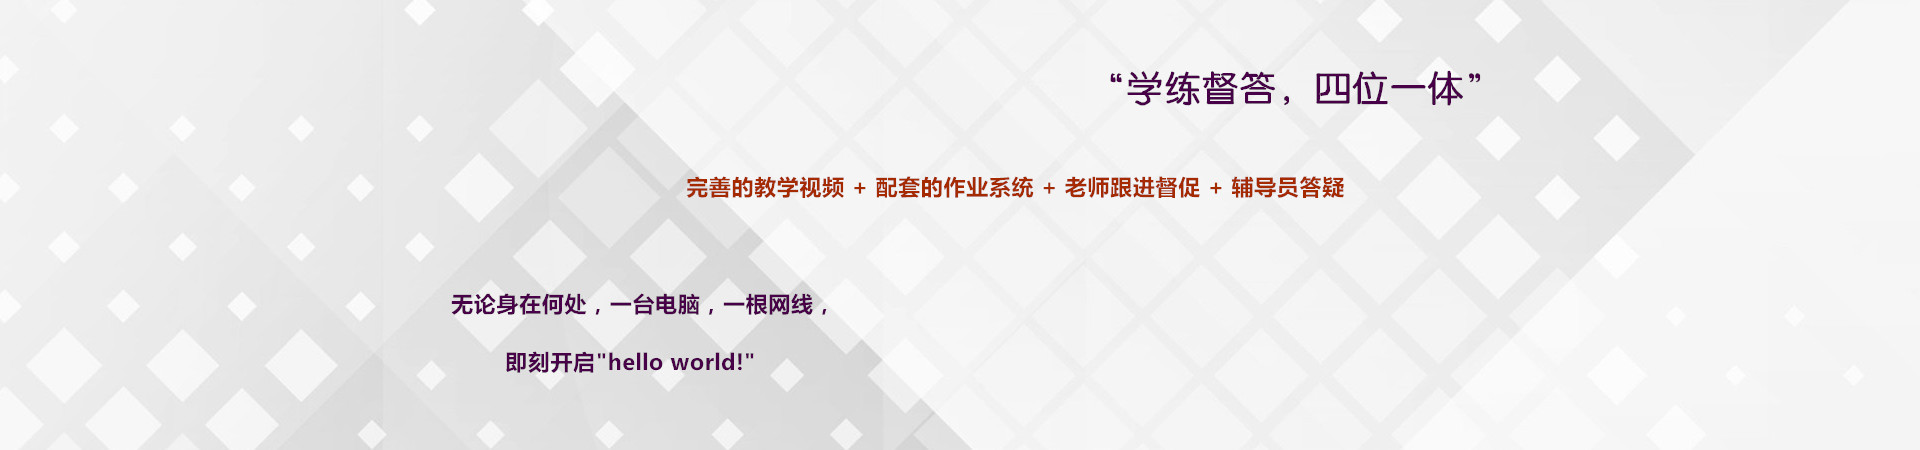 “学练督答，四位一体”
完善的教学视频 + 配套的作业系统 + 老师跟进督促 + 辅导员答疑
无论身在何处，一台电脑，一根网线，
即刻开启"hello world!"